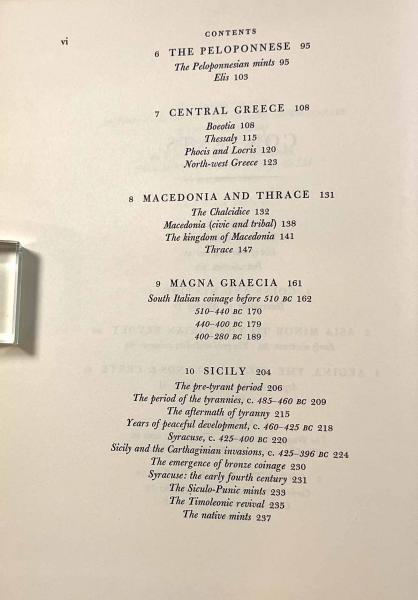 vi
CONTENTS
6 THE PELOPONNESE 95
The Peloponnesian mints 95
Elis 103
7 CENTRAL GREECE 108
Boeotia 108
Thessaly 115
Phocis and Locris 120
North-west Greece 123
8 MACEDONIA AND THRACE 131
The Chalcidice 132
Macedonia (civic and tribal) 138
The kingdom of Macedonia 141
Thrace 147
9 MAGNA GRAECIA 161
South Italian coinage before 510 BC 162
510–440 BC 170
440–400 BC 179
400–280 BC 189
10 SICILY 204
The pre-tyrant period 206
The period of the tyrannies, c. 485–460 BC 209
The aftermath of tyranny 215
Years of peaceful development, c. 460–425 BC 218
Syracuse, c. 425–400 BC 220
Sicily and the Carthaginian invasions, c. 425–396 BC 224
The emergence of bronze coinage 230
Syracuse: the early fourth century 231
The Siculo-Punic mints 233
The Timoleonic revival 235
The native mints 237